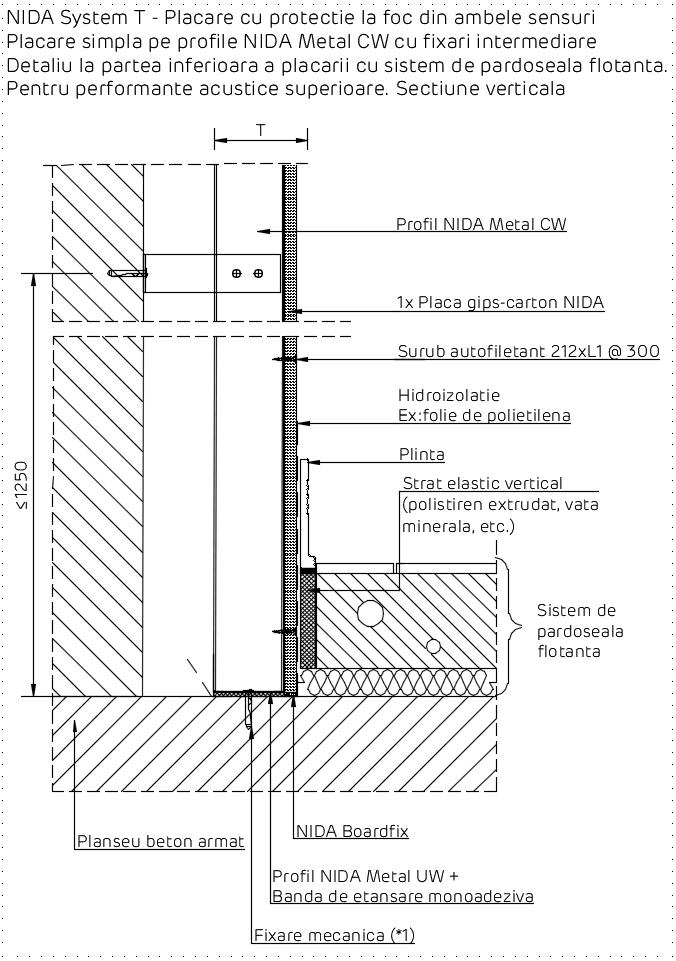 NIDA System T - Placare cu protectie la foc din ambele sensuri
Placare simpla pe profile NIDA Metal CW cu fixari intermediare
Detaliu la partea inferioara a placarii cu sistem de pardoseala flotanta.
Pentru performante acustice superioare. Sectiune verticala
T
Profil NIDA Metal CW
1x Placa gips-carton NIDA
Surub autofiletant 212xL1 @ 300
Hidroizolatie
Ex:folie de polietilena
Plinta
Strat elastic vertical
(polistiren extrudat, vata
minerala, etc.)
≤1250
Sistem de
pardoseala
flotanta
NIDA Boardfix
Planseu beton armat
Profil NIDA Metal UW +
Banda de etansare monoadeziva
Fixare mecanica (*1)